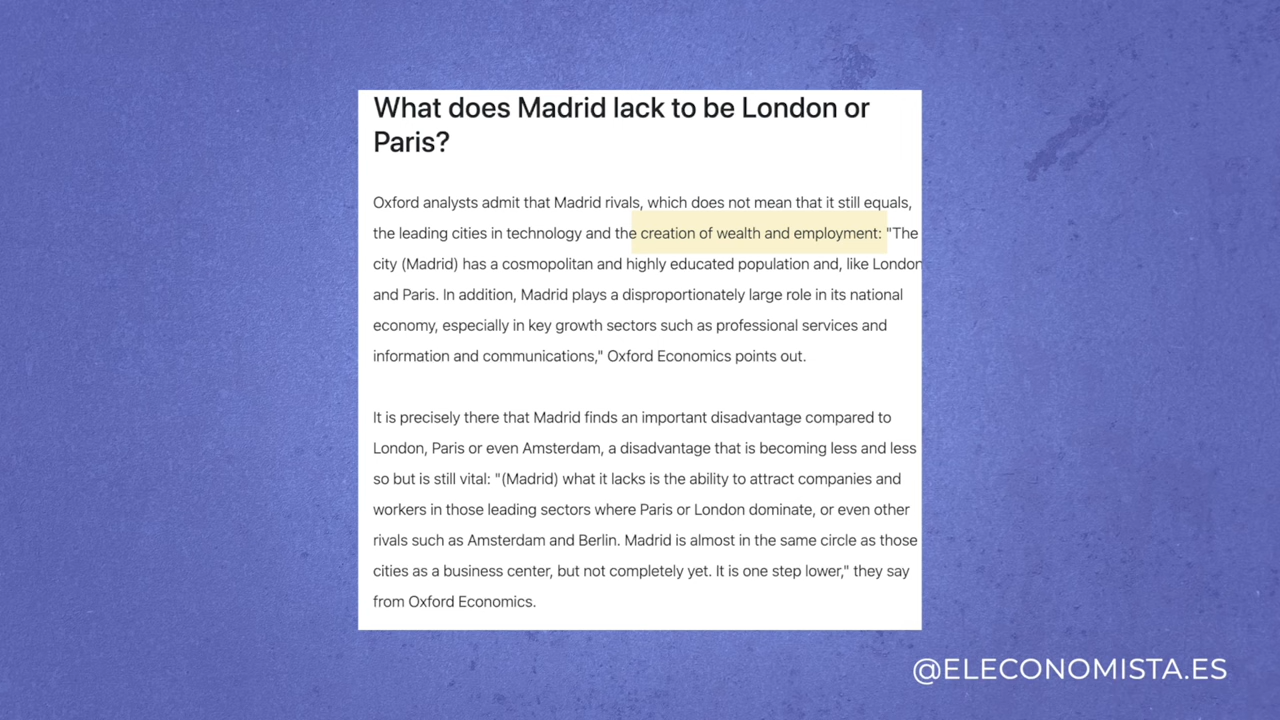 What does Madrid lack to be London or
Paris?
Oxford analysts admit that Madrid rivals, which does not mean that it still equals,
the leading cities in technology and the creation of wealth and employment: "The
city (Madrid) has a cosmopolitan and highly educated population and, like London
and Paris. In addition, Madrid plays a disproportionately large role in its national
economy, especially in key growth sectors such as professional services and
information and communications," Oxford Economics points out.
It is precisely there that Madrid finds an important disadvantage compared to
London, Paris or even Amsterdam, a disadvantage that is becoming less and less
so but is still vital: "(Madrid) what it lacks is the ability to attract companies and
workers in those leading sectors where Paris or London dominate, or even other
rivals such as Amsterdam and Berlin. Madrid is almost in the same circle as those
cities as a business center, but not completely yet. It is one step lower," they say
from Oxford Economics.
@ELECONOMISTA.ES